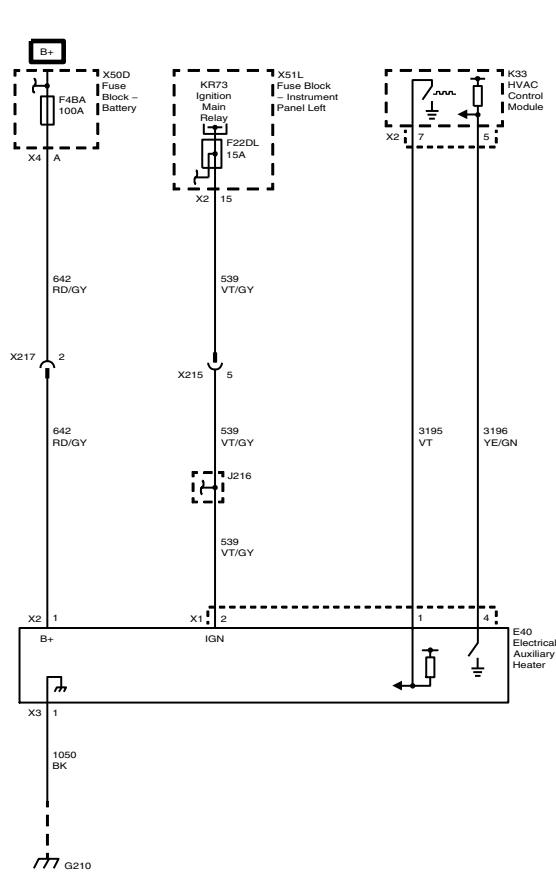 B+
X50D
Fuse
Block –
Battery
F4BA
100A
X4 A
KR73
Ignition
Main
Relay
X51L
Fuse Block
– Instrument
Panel Left
F22DL
15A
X2 15
K33
HVAC
Control
Module
X2 7 5
642
RD/GY
539
VT/GY
X217 2
X215 5
642
RD/GY
539
VT/GY
3195
VT
3196
YE/GN
J216
539
VT/GY
X2 1
X1 2
1 4
B+
IGN
E40
Electrical
Auxiliary
Heater
X3 1
1050
BK
G210